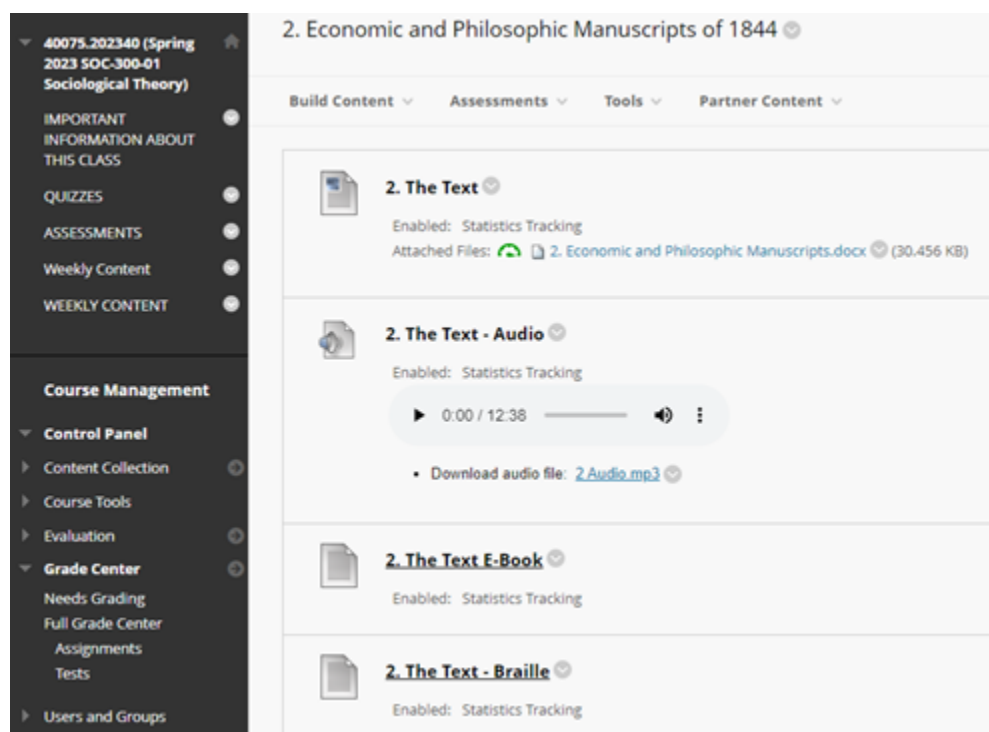 40075.202340 (Spring
2023 SOC-300-01
Sociological Theory)
IMPORTANT
INFORMATION ABOUT
THIS CLASS
QUIZZES
ASSESSMENTS
Weekly Content
WEEKLY CONTENT
Course Management
Control Panel
Content Collection
Course Tools
Evaluation
Grade Center
Needs Grading
Full Grade Center
Assignments
Tests
Users and Groups
2. Economic and Philosophic Manuscripts of 1844
Build Content Assessments Tools Partner Content
2. The Text
Enabled: Statistics Tracking
Attached Files: 2. Economic and Philosophic Manuscripts.docx (30.456 KB)
2. The Text - Audio
Enabled: Statistics Tracking
0:00 / 12:38
• Download audio file: 2 Audio.mp3
2. The Text E-Book
Enabled: Statistics Tracking
2. The Text - Braille
Enabled: Statistics Tracking